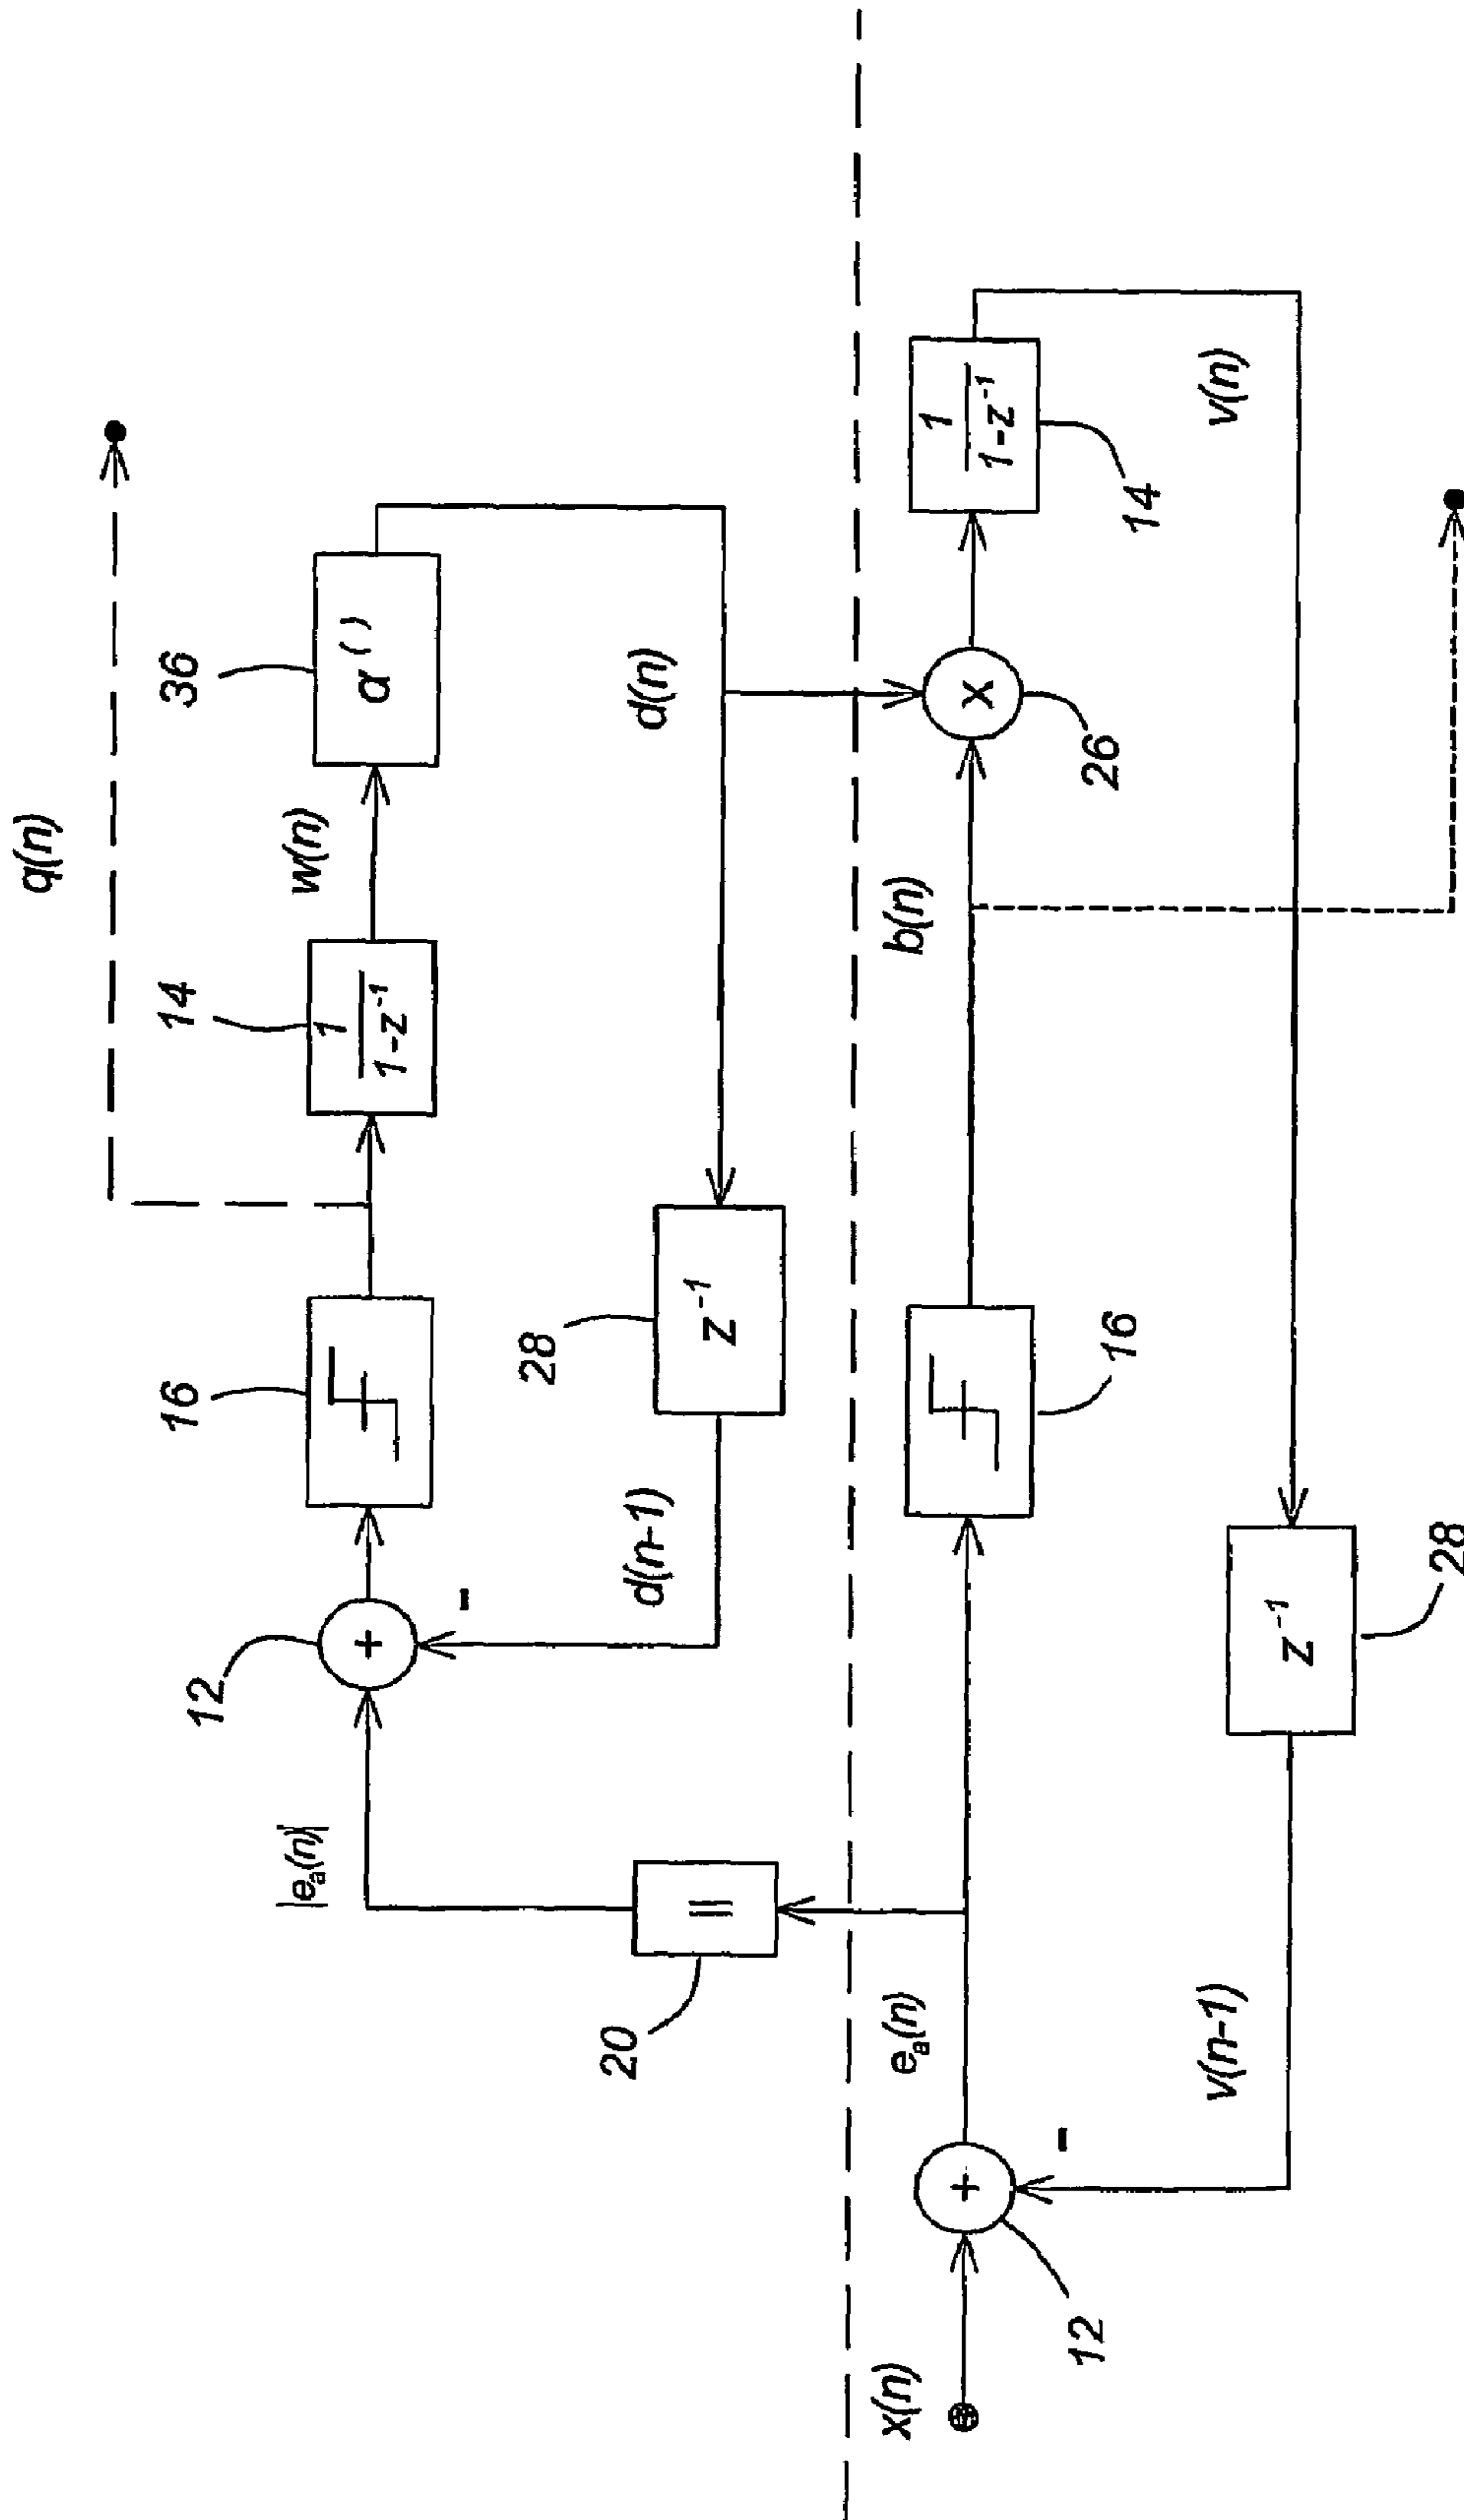 q(n)
14
w(n)
36
16
1
1-z⁻¹
α⁽ ⁾
12
+
-
|eₐ(n)|
28
d(n)
z⁻¹
d(n-1)
20
||
b(n)
x(n)
eₐ(n)
+
-
12
16
x
26
1
1-z⁻¹
14
v(n)
v(n-1)
z⁻¹
28